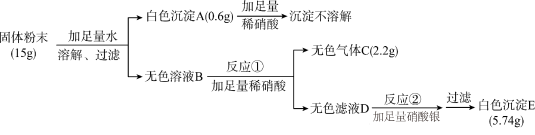 白色沉淀A(0.6g) 加足量 稀硝酸 沉淀不溶解
固体粉末 (15g) 加足量水 溶解、过滤
无色溶液B 反应① 加足量稀硝酸 无色气体C(2.2g)
无色滤液D 反应② 加足量硝酸银 过滤 白色沉淀E (5.74g)